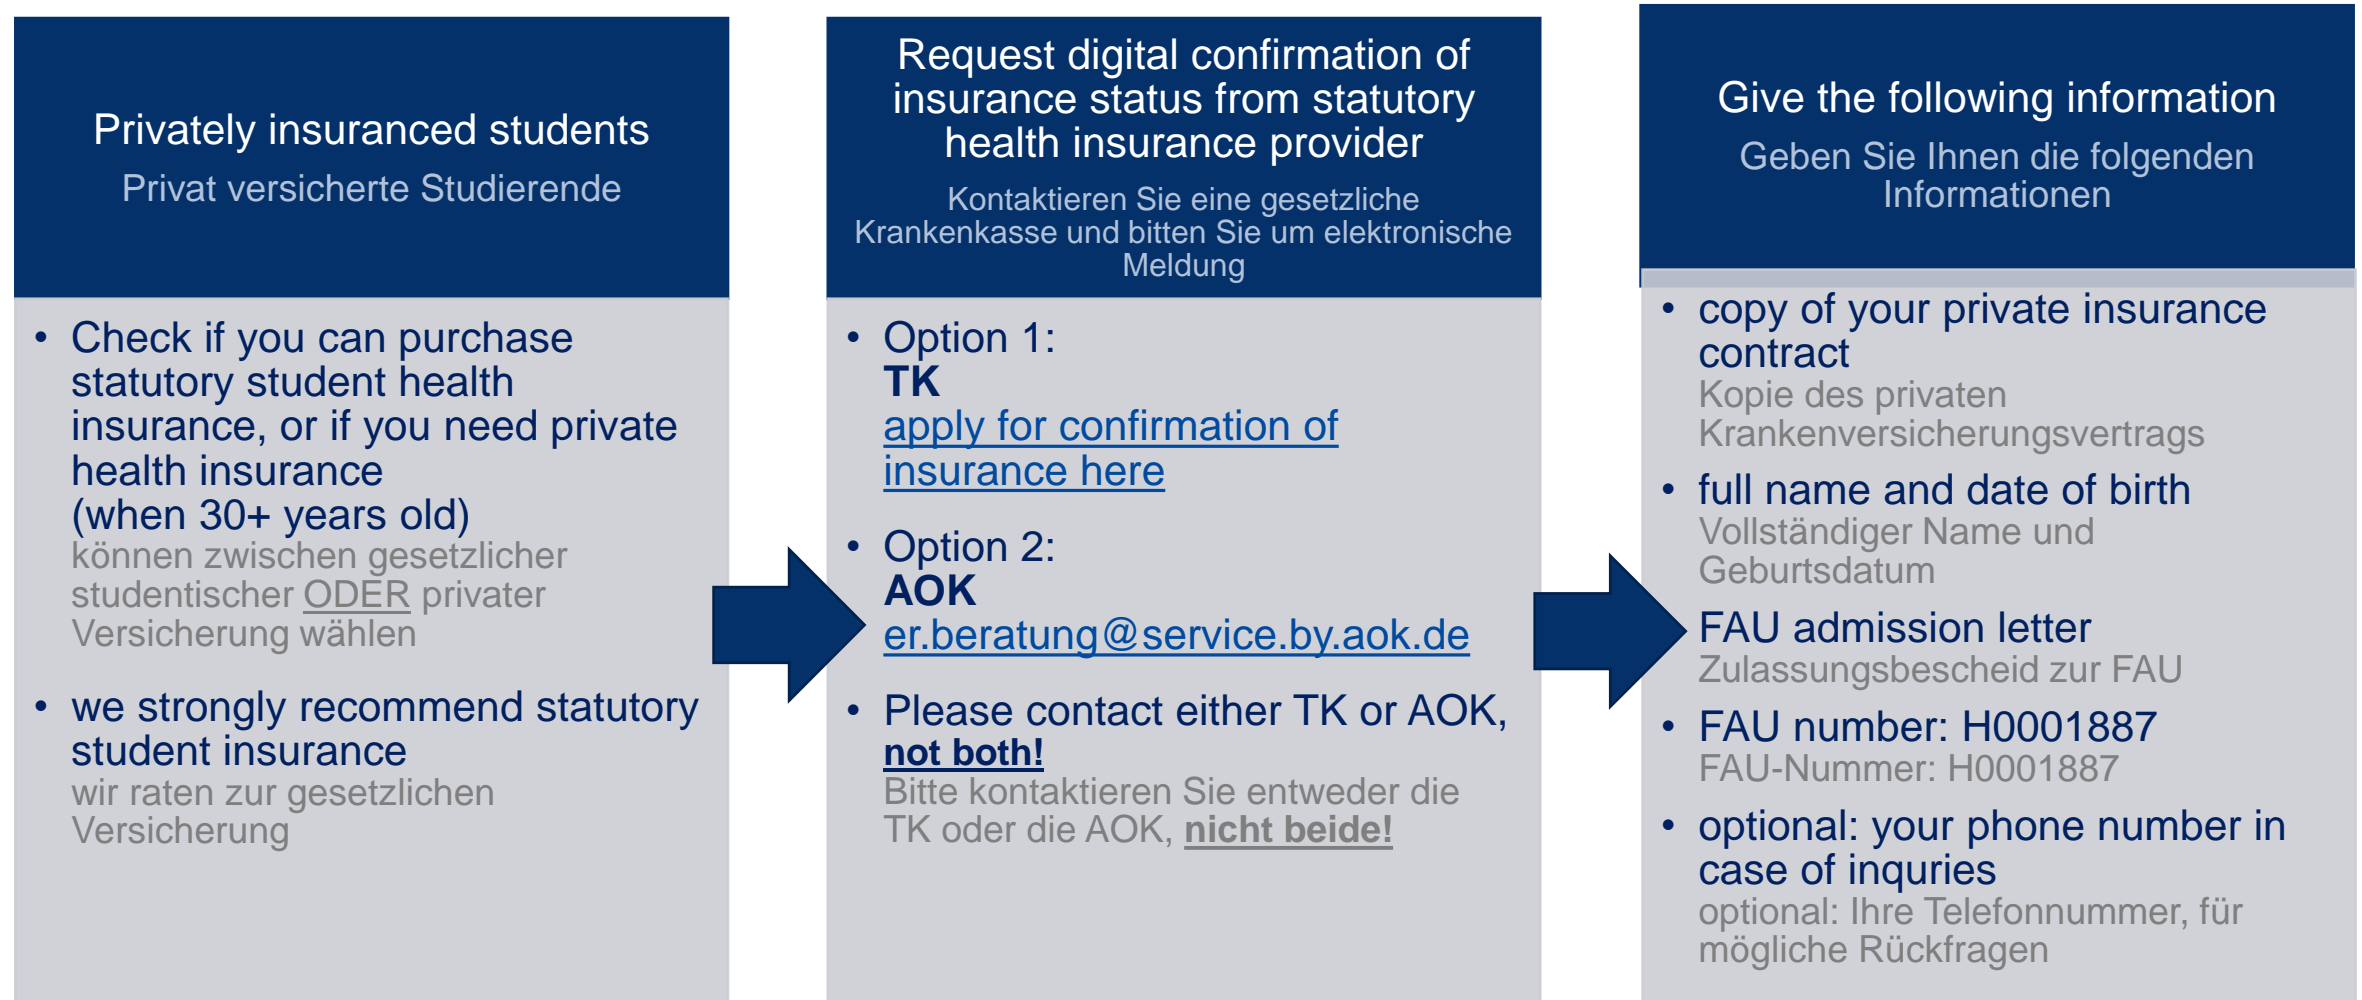 Privately insuranced students
Privat versicherte Studierende
• Check if you can purchase
statutory student health
insurance, or if you need private
health insurance
(when 30+ years old)
können zwischen gesetzlicher
studentischer ODER privater
Versicherung wählen
• we strongly recommend statutory
student insurance
wir raten zur gesetzlichen
Versicherung
Request digital confirmation of
insurance status from statutory
health insurance provider
Kontaktieren Sie eine gesetzliche
Krankenkasse und bitten Sie um elektronische
Meldung
• Option 1:
TK
apply for confirmation of
insurance here
• Option 2:
AOK
er.beratung@service.by.aok.de
• Please contact either TK or AOK,
not both!
Bitte kontaktieren Sie entweder die
TK oder die AOK, nicht beide!
Give the following information
Geben Sie Ihnen die folgenden
Informationen
• copy of your private insurance
contract
Kopie des privaten
Krankenversicherungsvertrags
• full name and date of birth
Vollständiger Name und
Geburtsdatum
FAU admission letter
Zulassungsbescheid zur FAU
• FAU number: H0001887
FAU-Nummer: H0001887
• optional: your phone number in
case of inquries
optional: Ihre Telefonnummer, für
mögliche Rückfragen